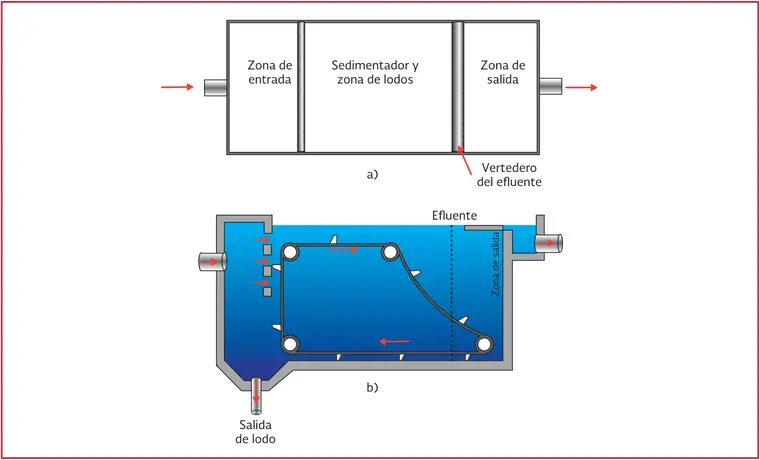 Zona de
entrada
Sedimentador y
zona de lodos
Zona de
salida
a)
Vertedero
del efluente
Efluente
Zona de salida
b)
Salida
de lodo